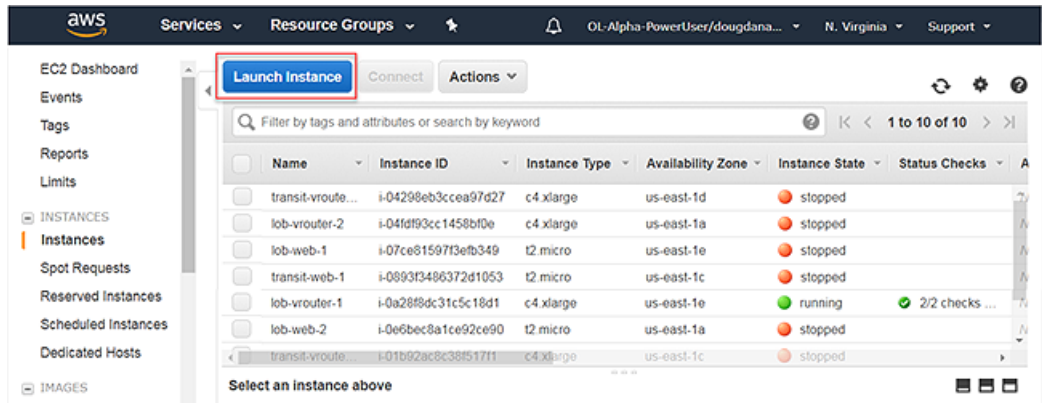 aws Services Resource Groups OL-Alpha-PowerUser/dougdana... N. Virginia Support
EC2 Dashboard
Events
Tags
Reports
Limits
INSTANCES
Instances
Spot Requests
Reserved Instances
Scheduled Instances
Dedicated Hosts
IMAGES
Launch Instance Connect Actions
Filter by tags and attributes or search by keyword 1 to 10 of 10
Name Instance ID Instance Type Availability Zone Instance State Status Checks A
transit-vroute... i-04298eb3ccea97d27 c4.xlarge us-east-1d stopped
lob-vrouter-2 i-04fdf93cc1458bf0e c4.xlarge us-east-1a stopped
lob-web-1 i-07ce81597f3efb349 t2.micro us-east-1e stopped
transit-web-1 i-0893f3486372d1053 t2.micro us-east-1c stopped
lob-vrouter-1 i-0a28f8dc31c5c18d1 c4.xlarge us-east-1e running 2/2 checks ...
lob-web-2 i-0e6bec8a1ce92ce90 t2.micro us-east-1a stopped
transit-vroute... i-01b92ac8c38f517f1 c4.xlarge us-east-1c stopped
Select an instance above